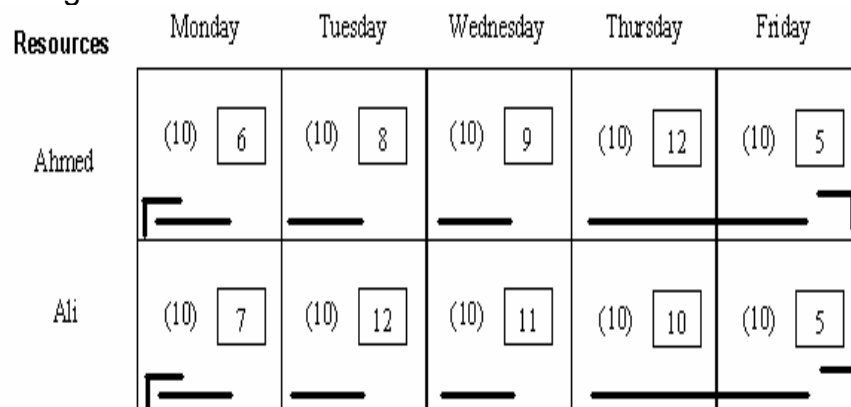 Resources Monday Tuesday Wednesday Thursday Friday
Ahmed (10) 6 (10) 8 (10) 9 (10) 12 (10) 5
Ali (10) 7 (10) 12 (10) 11 (10) 10 (10) 5